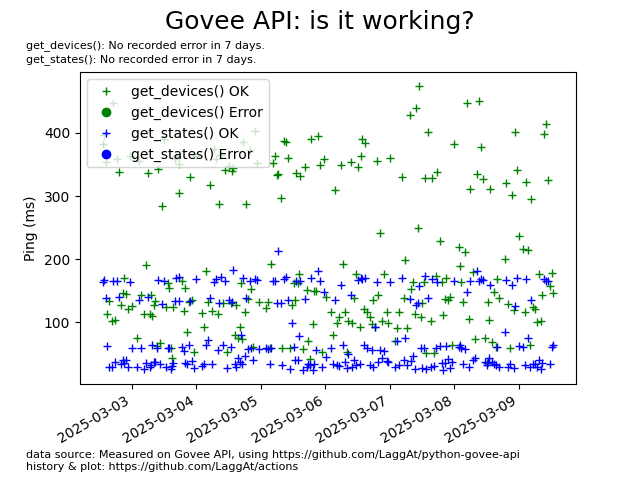 Govee API: is it working?
get_devices(): No recorded error in 7 days.
get_states(): No recorded error in 7 days.
get_devices() OK
get_devices() Error
get_states() OK
get_states() Error
Ping (ms)
400
300
200
100
2025-03-03
2025-03-04
2025-03-05
2025-03-06
2025-03-07
2025-03-08
2025-03-09
data source: Measured on Govee API, using https://github.com/LaggAt/python-govee-api
history & plot: https://github.com/LaggAt/actions